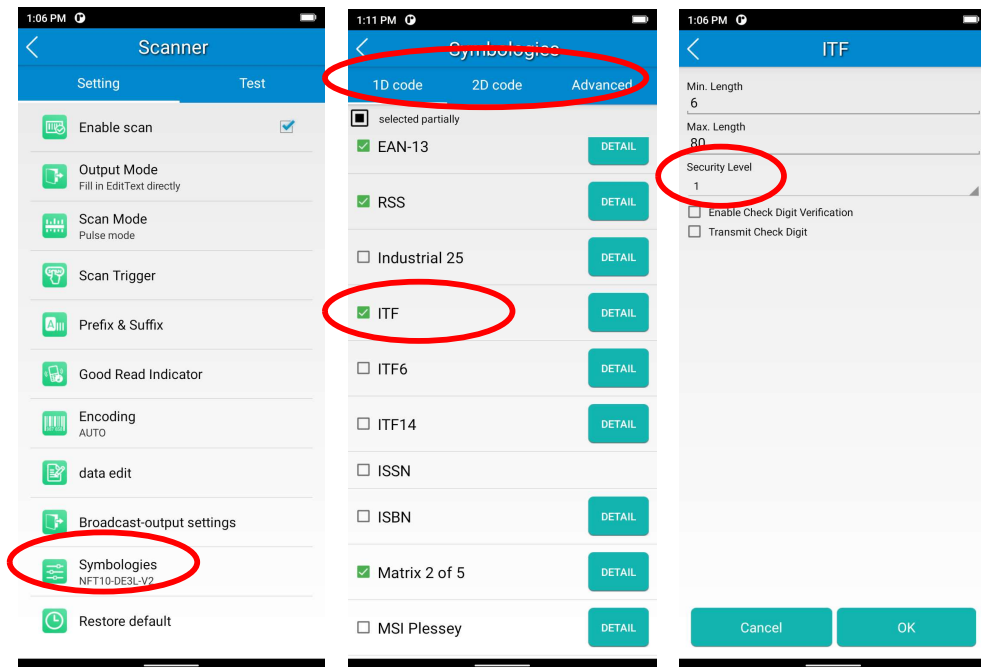 1:06 PM
Scanner
Setting
Test
Enable scan
Output Mode
Fill in EditText directly
Scan Mode
Pulse mode
Scan Trigger
Prefix & Suffix
Good Read Indicator
Encoding
AUTO
data edit
Broadcast-output settings
Symbologies
NFT10-DE3L-V2
Restore default
1:11 PM
Symbologies
1D code
2D code
Advanced
selected partially
EAN-13
DETAIL
RSS
DETAIL
Industrial 25
DETAIL
ITF
DETAIL
ITF6
DETAIL
ITF14
DETAIL
ISSN
ISBN
DETAIL
Matrix 2 of 5
DETAIL
MSI Plessey
DETAIL
1:06 PM
ITF
Min. Length
6
Max. Length
80
Security Level
1
Enable Check Digit Verification
Transmit Check Digit
Cancel
OK